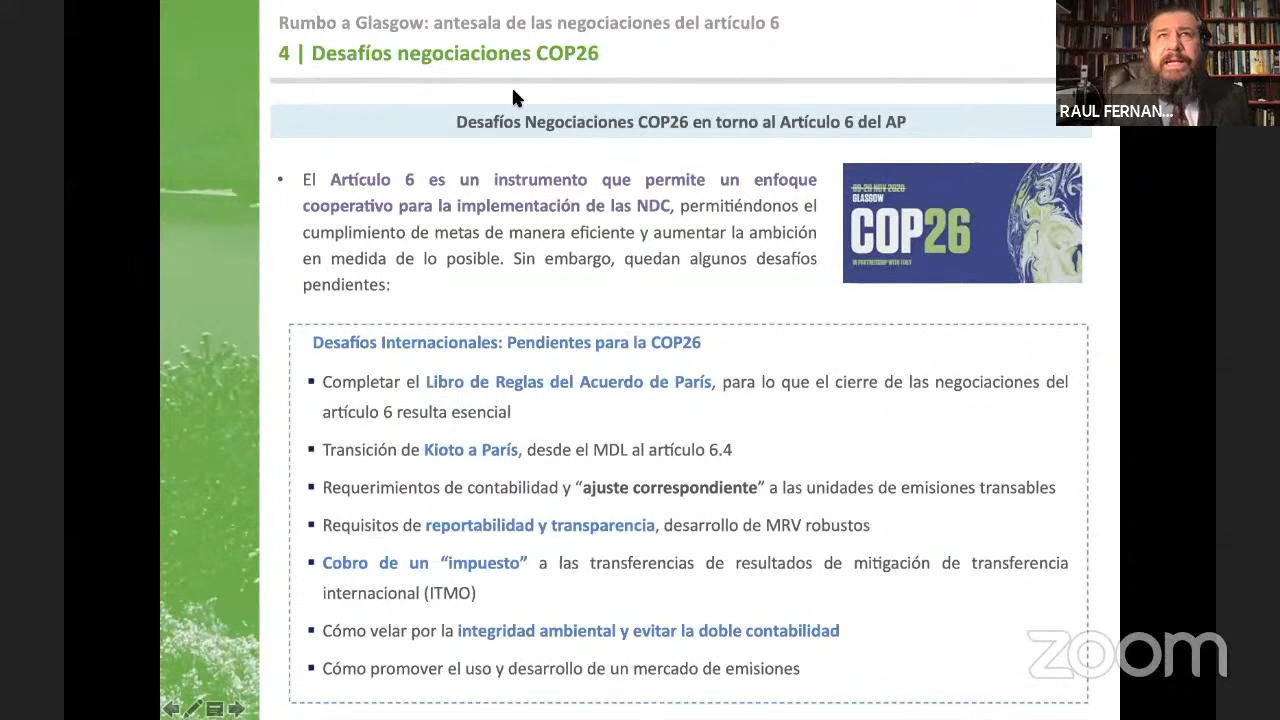 Rumbo a Glasgow: antesala de las negociaciones del artículo 6
4 | Desafíos negociaciones COP26
RAUL FERNAN...
Desafíos Negociaciones COP26 en torno al Artículo 6 del AP
• El Artículo 6 es un instrumento que permite un enfoque
cooperativo para la implementación de las NDC, permitiéndonos el
cumplimiento de metas de manera eficiente y aumentar la ambición
en medida de lo posible. Sin embargo, quedan algunos desafíos
pendientes:
09-20 NOV 2020
GLASGOW
COP26
IN PARTNERSHIP WITH ITALY
Desafíos Internacionales: Pendientes para la COP26
▪ Completar el Libro de Reglas del Acuerdo de París, para lo que el cierre de las negociaciones del
artículo 6 resulta esencial
▪ Transición de Kioto a París, desde el MDL al artículo 6.4
▪ Requerimientos de contabilidad y “ajuste correspondiente” a las unidades de emisiones transables
▪ Requisitos de reportabilidad y transparencia, desarrollo de MRV robustos
▪ Cobro de un “impuesto” a las transferencias de resultados de mitigación de transferencia
internacional (ITMO)
▪ Cómo velar por la integridad ambiental y evitar la doble contabilidad
▪ Cómo promover el uso y desarrollo de un mercado de emisiones
zoom